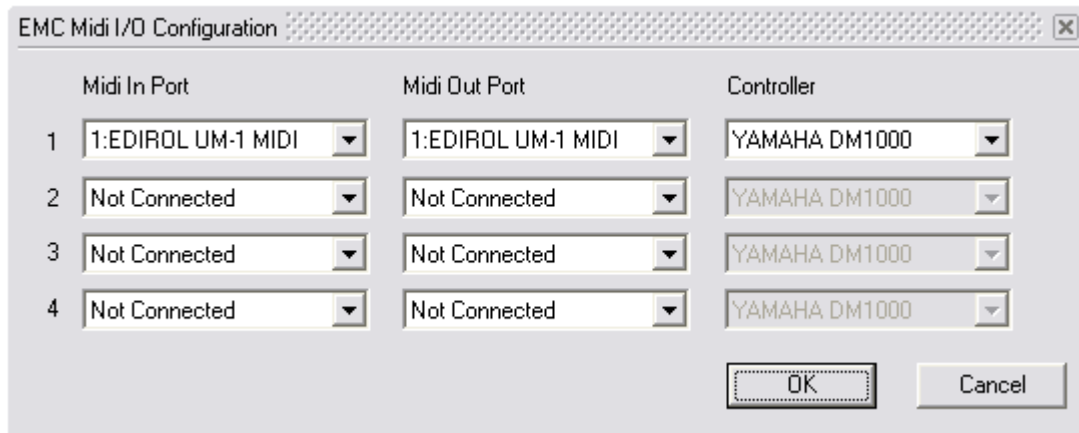 EMC Midi I/O Configuration
Midi In Port Midi Out Port Controller
1 1:EDIROL UM-1 MIDI 1:EDIROL UM-1 MIDI YAMAHA DM1000
2 Not Connected Not Connected YAMAHA DM1000
3 Not Connected Not Connected YAMAHA DM1000
4 Not Connected Not Connected YAMAHA DM1000
OK Cancel